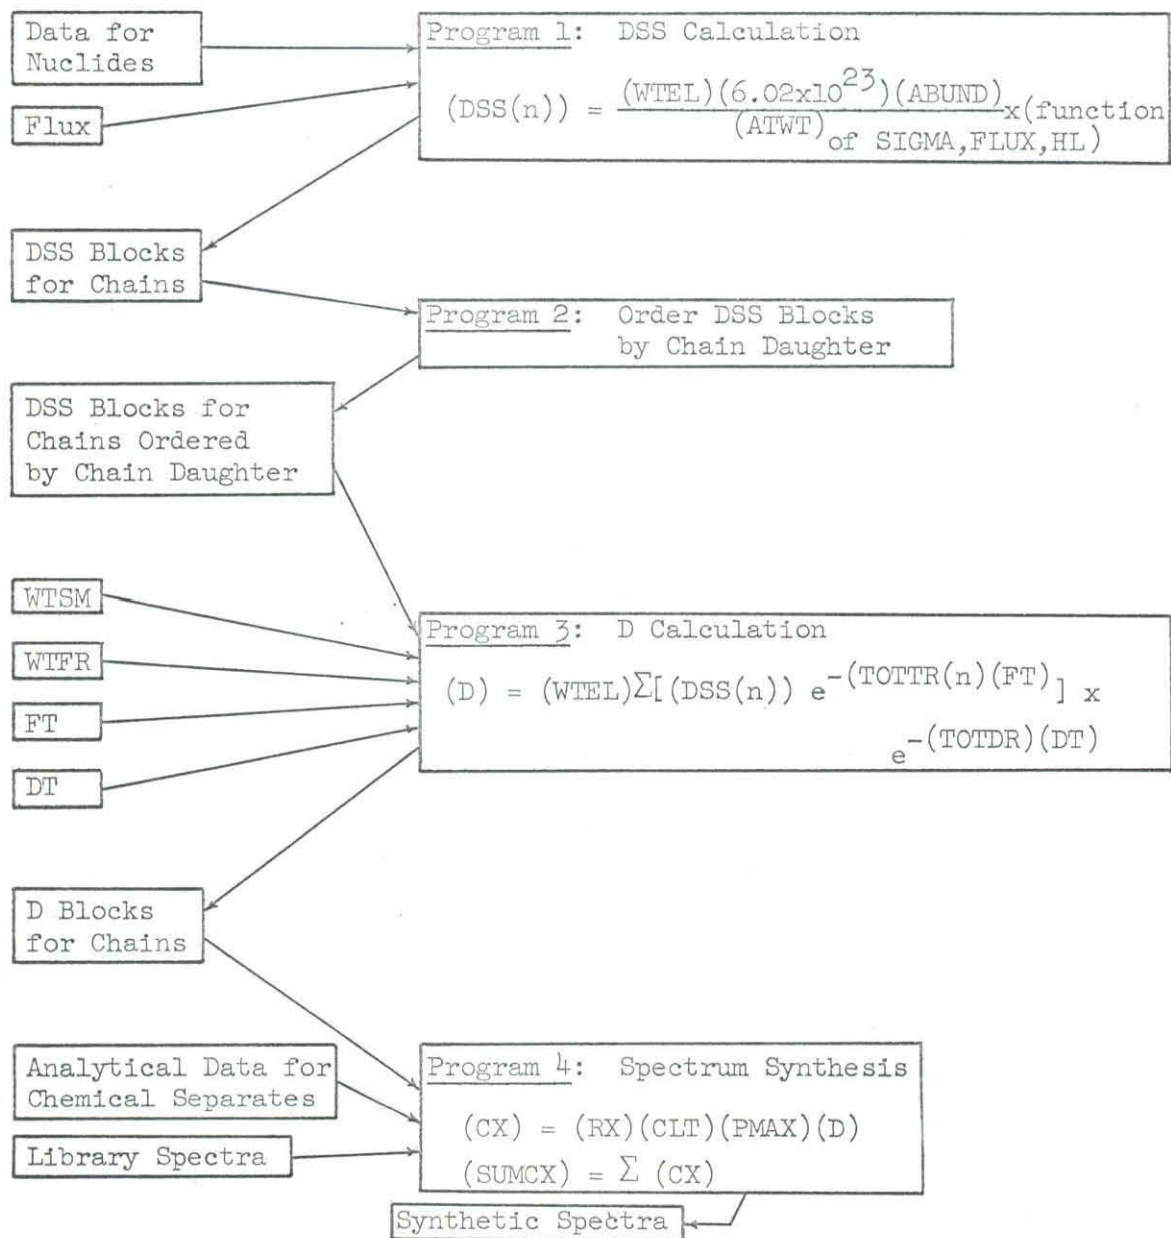 Data for
Nuclides
Flux
Program 1: DSS Calculation
(DSS(n)) = (WTEL)(6.02x10^23)(ABUND)/(ATWT) x(function
of SIGMA,FLUX,HL)
DSS Blocks
for Chains
Program 2: Order DSS Blocks
by Chain Daughter
DSS Blocks for
Chains Ordered
by Chain Daughter
WTSM
WTFR
FT
DT
Program 3: D Calculation
(D) = (WTEL)Σ[(DSS(n)) e^-(TOTTR(n)(FT)] x
e^-(TOTDR)(DT)
D Blocks
for Chains
Analytical Data for
Chemical Separates
Library Spectra
Program 4: Spectrum Synthesis
(CX) = (RX)(CLT)(PMAX)(D)
(SUMCX) = Σ (CX)
Synthetic Spectra